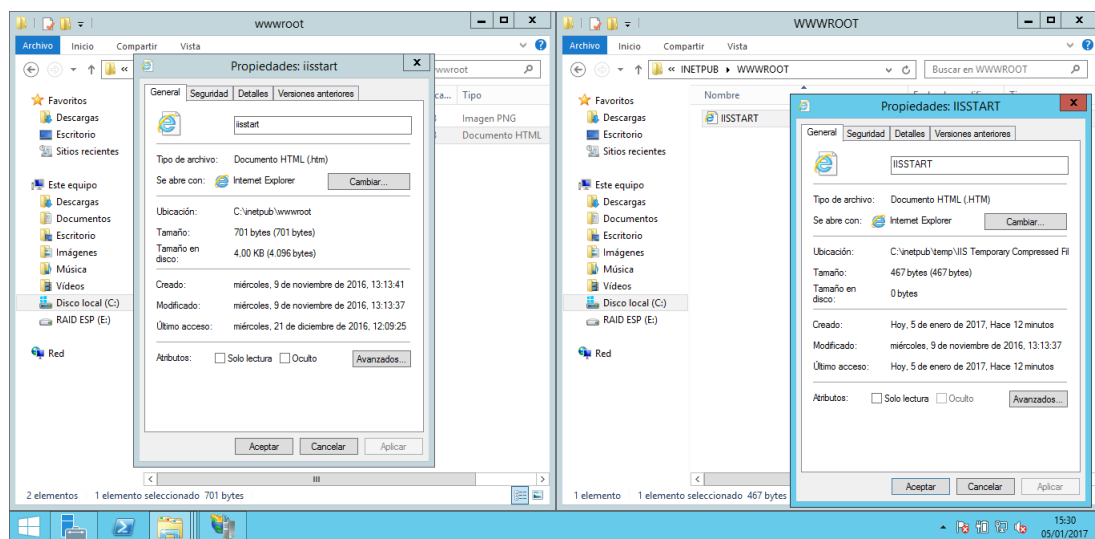 wwwroot
Archivo Inicio Compartir Vista
«
wwwroot
Favoritos
Descargas
Escritorio
Sitios recientes
Este equipo
Descargas
Documentos
Escritorio
Imágenes
Música
Vídeos
Disco local (C:)
RAID ESP (E:)
Red
Tipo
Imagen PNG
Documento HTML
2 elementos 1 elemento seleccionado 701 bytes
Propiedades: iisstart
General Seguridad Detalles Versiones anteriores
iisstart
Tipo de archivo: Documento HTML (.htm)
Se abre con: Internet Explorer Cambiar...
Ubicación: C:\inetpub\wwwroot
Tamaño: 701 bytes (701 bytes)
Tamaño en disco: 4,00 KB (4.096 bytes)
Creado: miércoles, 9 de noviembre de 2016, 13:13:41
Modificado: miércoles, 9 de noviembre de 2016, 13:13:37
Último acceso: miércoles, 21 de diciembre de 2016, 12:09:25
Atributos: Solo lectura Oculto Avanzados...
Aceptar Cancelar Aplicar
WWWROOT
Archivo Inicio Compartir Vista
« INETPUB WWWROOT Buscar en WWWROOT
Favoritos
Descargas
Escritorio
Sitios recientes
Este equipo
Descargas
Documentos
Escritorio
Imágenes
Música
Vídeos
Disco local (C:)
RAID ESP (E:)
Red
Nombre
IISSTART
1 elemento 1 elemento seleccionado 467 bytes
Propiedades: IISSTART
General Seguridad Detalles Versiones anteriores
IISSTART
Tipo de archivo: Documento HTML (.HTM)
Se abre con: Internet Explorer Cambiar...
Ubicación: C:\inetpub\temp\IIS Temporary Compressed Fil
Tamaño: 467 bytes (467 bytes)
Tamaño en disco: 0 bytes
Creado: Hoy, 5 de enero de 2017, Hace 12 minutos
Modificado: miércoles, 9 de noviembre de 2016, 13:13:37
Último acceso: Hoy, 5 de enero de 2017, Hace 12 minutos
Atributos: Solo lectura Oculto Avanzados...
Aceptar Cancelar Aplicar
15:30
05/01/2017